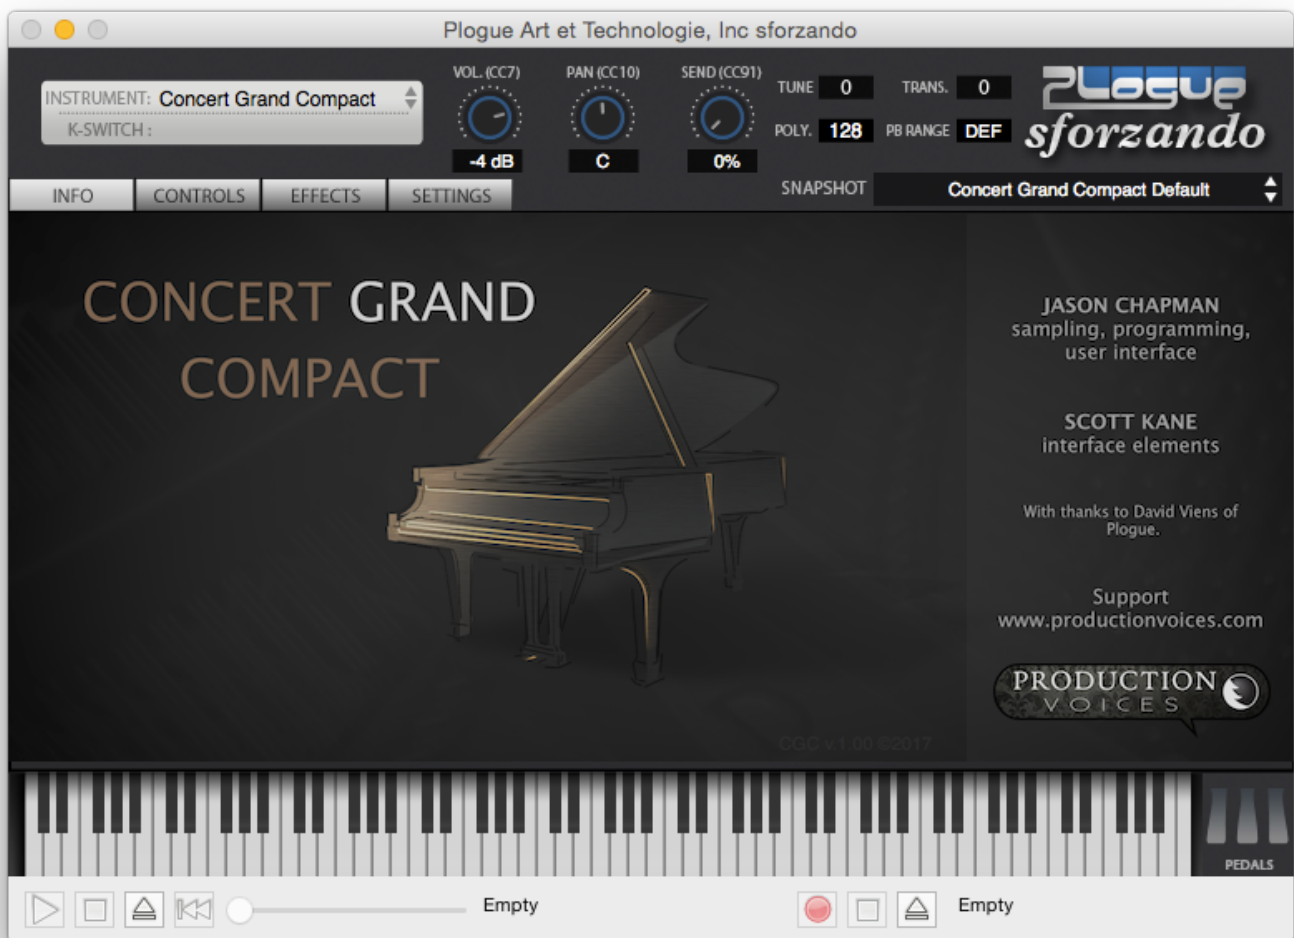 Plogue Art et Technologie, Inc sforzando
INSTRUMENT: Concert Grand Compact
K-SWITCH :
VOL. (CC7)
-4 dB
PAN (CC10)
C
SEND (CC91)
0%
TUNE 0
TRANS. 0
POLY. 128
PB RANGE DEF
PLOGUE
sforzando
INFO
CONTROLS
EFFECTS
SETTINGS
SNAPSHOT
Concert Grand Compact Default
CONCERT GRAND
COMPACT
JASON CHAPMAN
sampling, programming,
user interface
SCOTT KANE
interface elements
With thanks to David Viens of
Plogue.
Support
www.productionvoices.com
PRODUCTION
VOICES
CGC v.1.00 ©2017
PEDALS
Empty
Empty